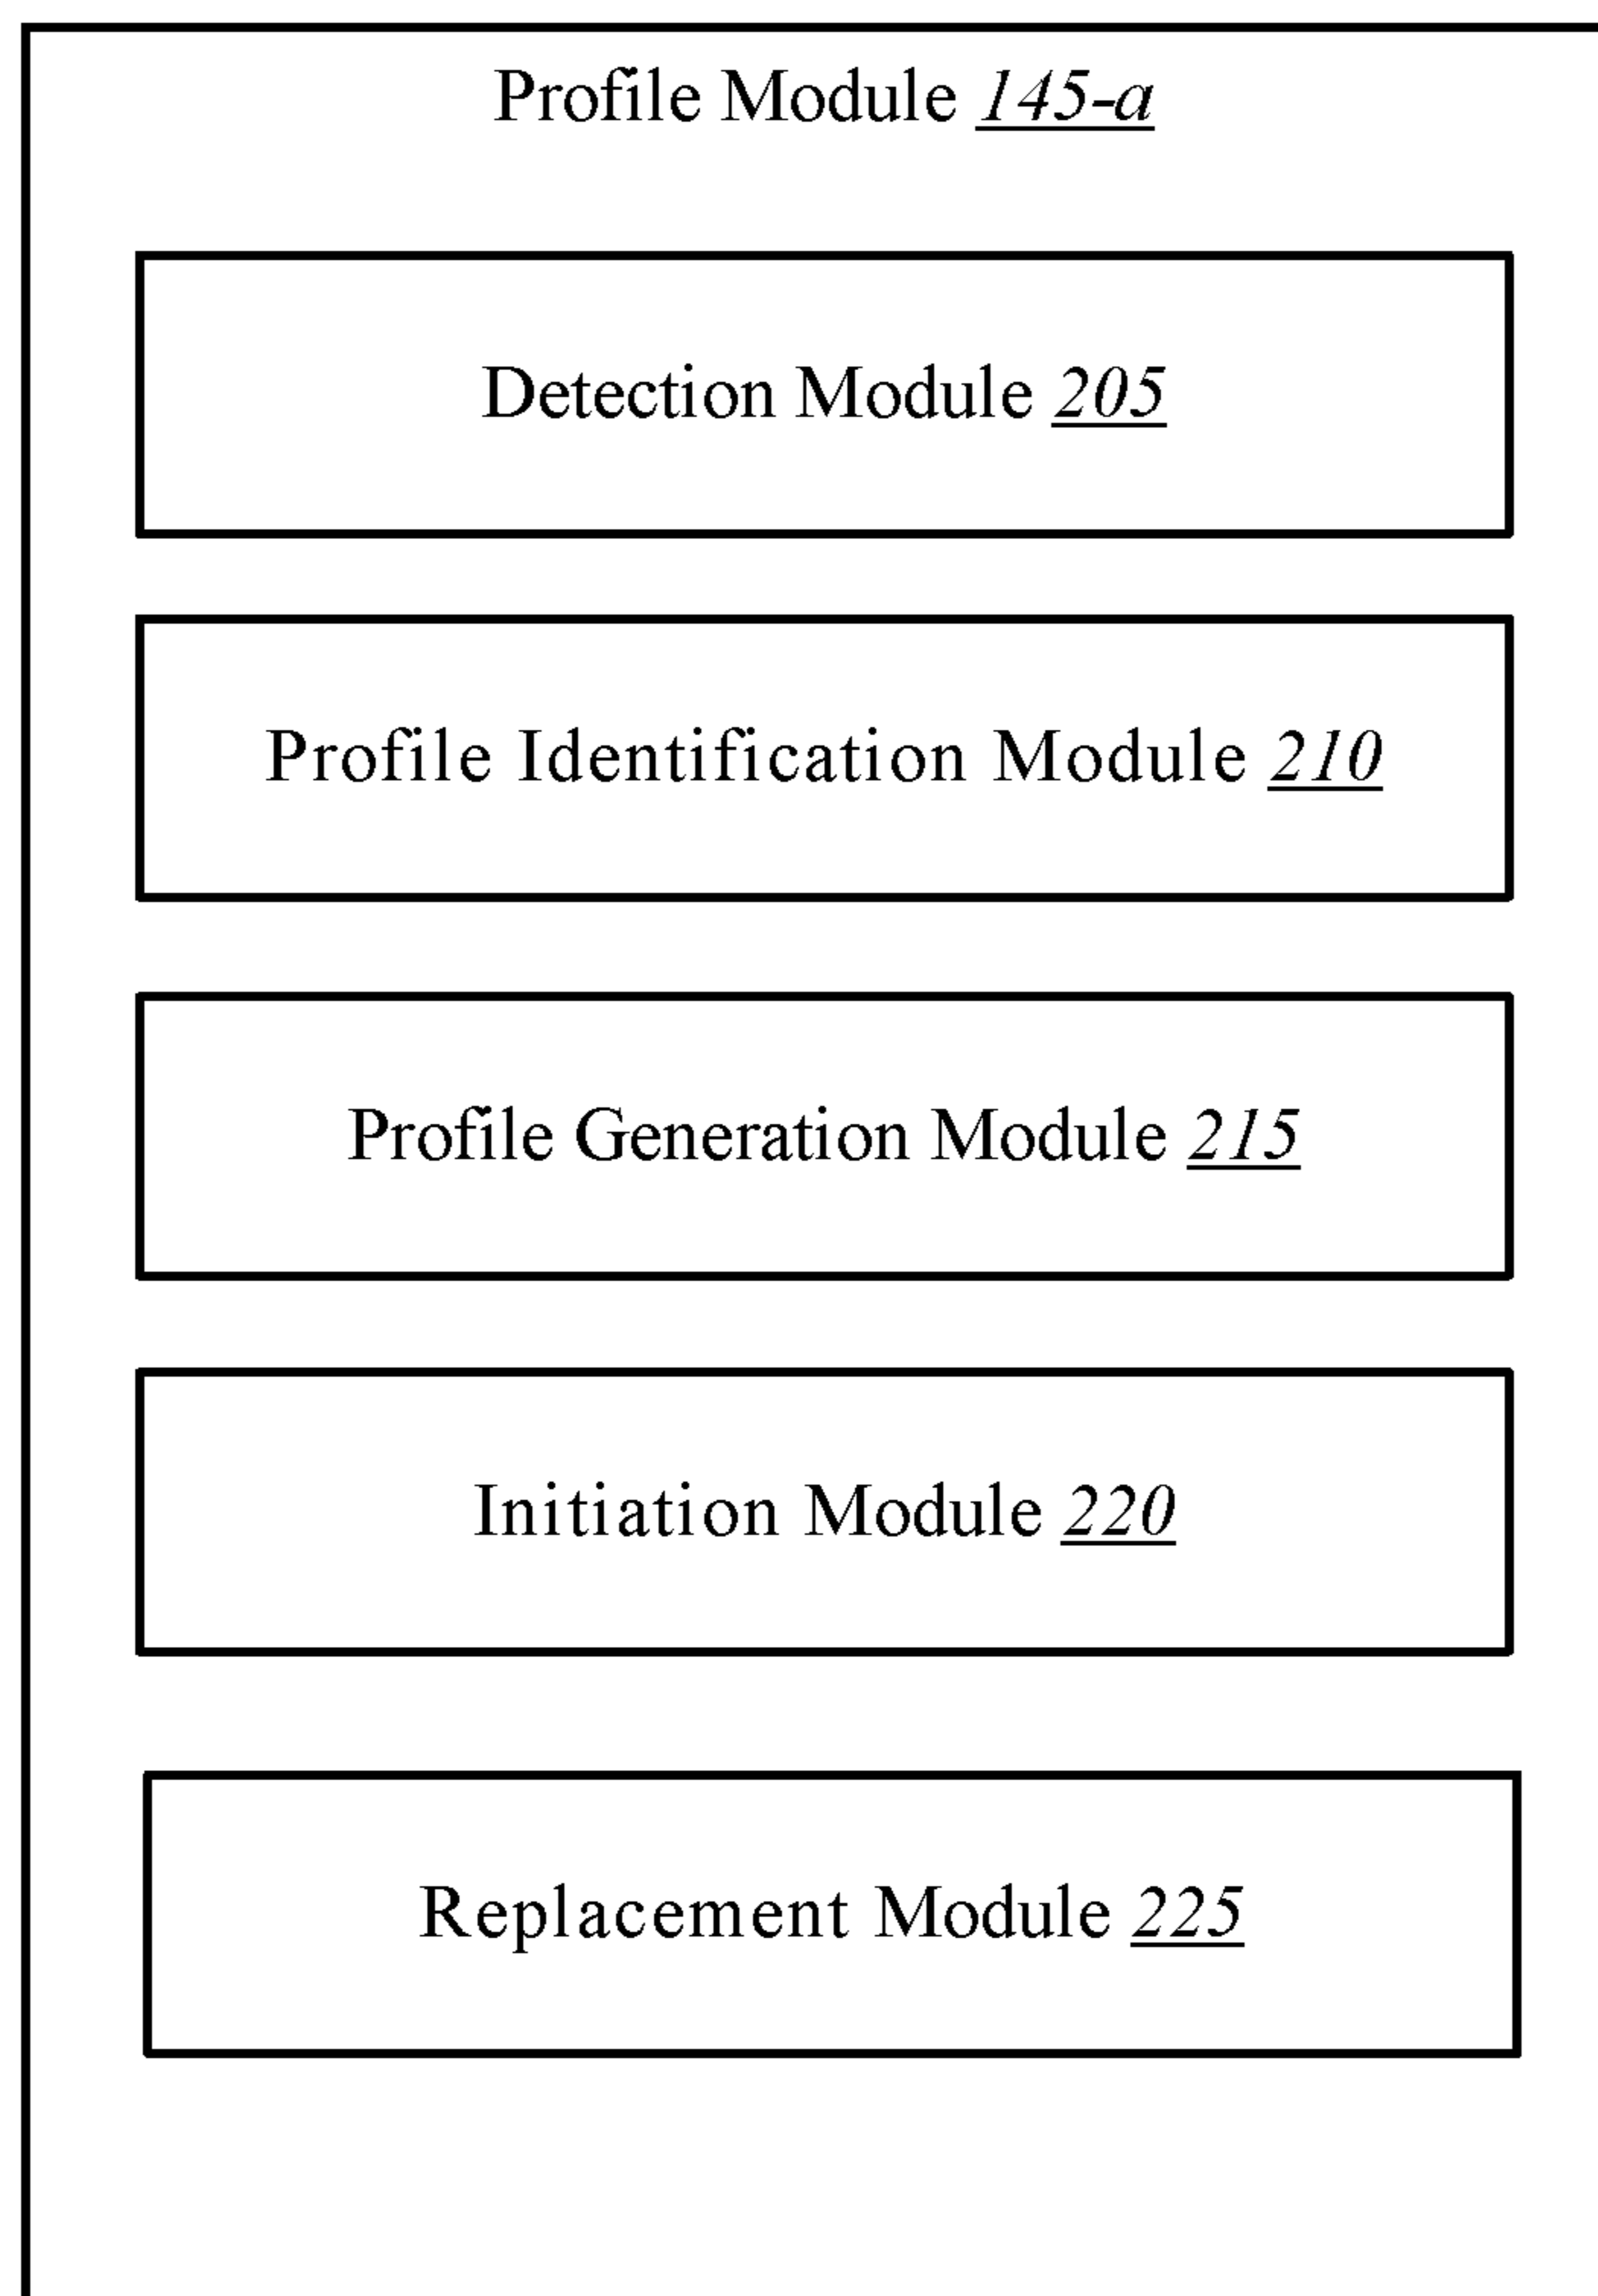 Profile Module 145-a
Detection Module 205
Profile Identification Module 210
Profile Generation Module 215
Initiation Module 220
Replacement Module 225